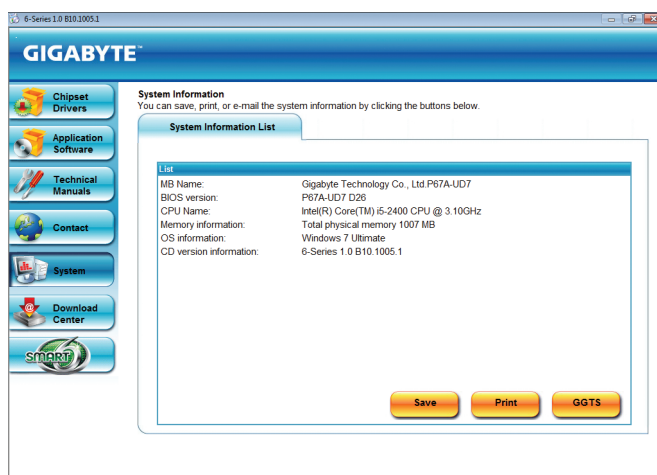 6-Series 1.0 B10.1005.1
GIGABYTE™
Chipset
Drivers
Application
Software
Technical
Manuals
Contact
System
Download
Center
SMART 6
System Information
You can save, print, or e-mail the system information by clicking the buttons below.
System Information List
List
MB Name: Gigabyte Technology Co., Ltd.P67A-UD7
BIOS version: P67A-UD7 D26
CPU Name: Intel(R) Core(TM) i5-2400 CPU @ 3.10GHz
Memory information: Total physical memory 1007 MB
OS information: Windows 7 Ultimate
CD version information: 6-Series 1.0 B10.1005.1
Save Print GGTS